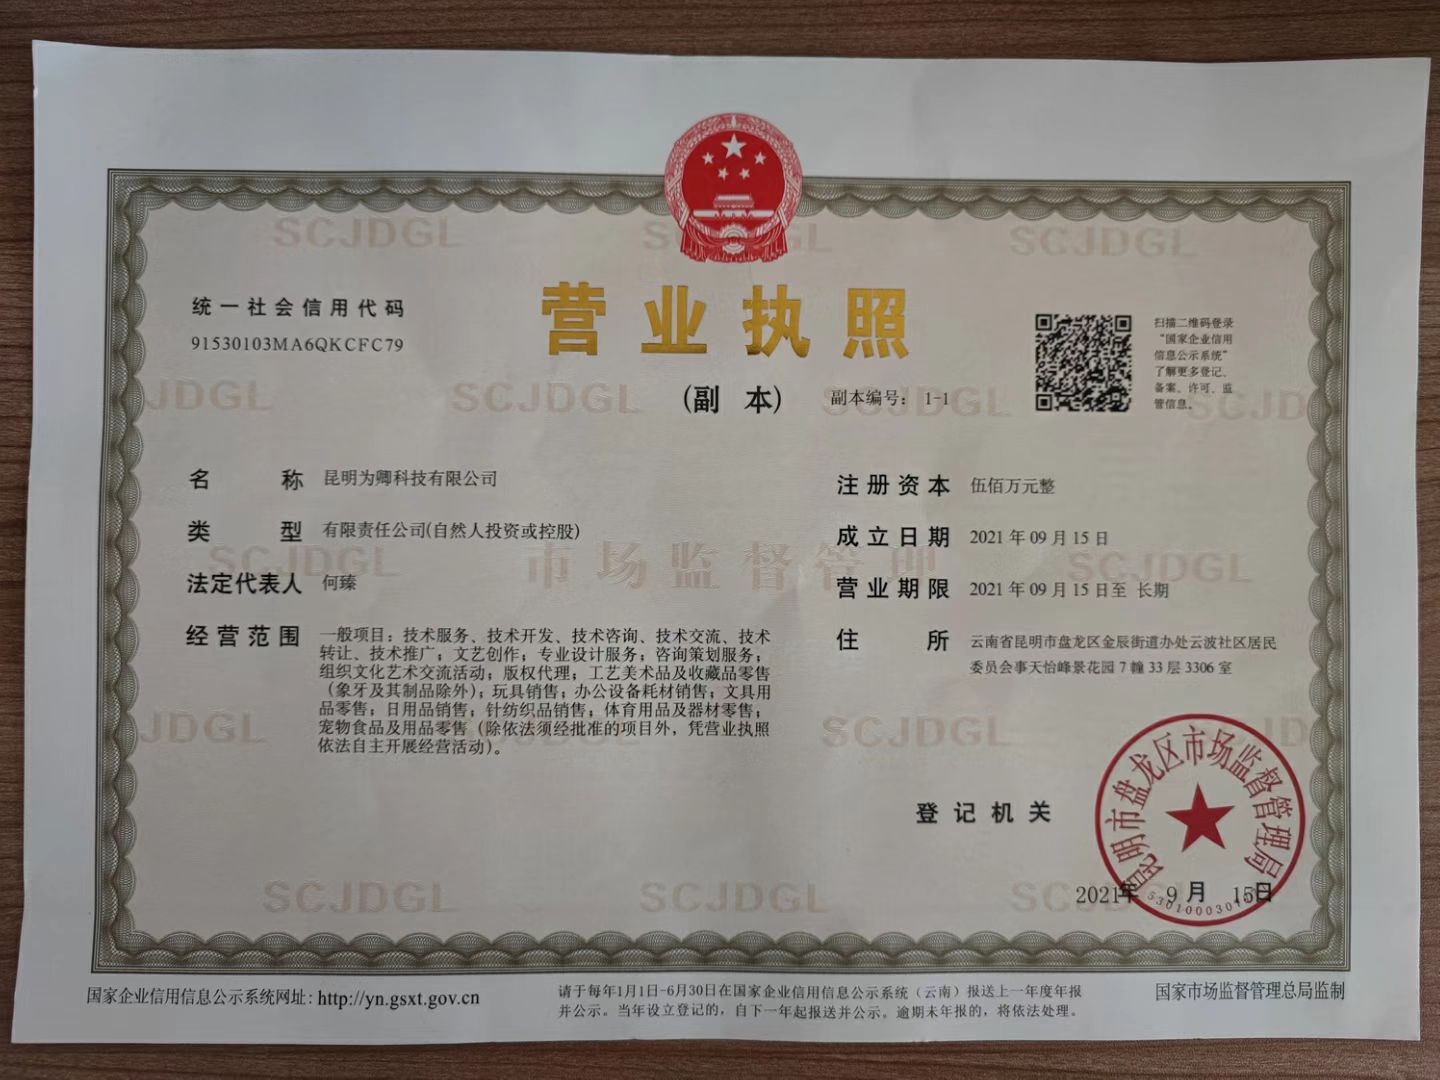 统一社会信用代码
91530103MA6QKCFC79
营业执照
(副 本)
副本编号： 1-1
扫描二维码登录
“国家企业信用
信息公示系统”
了解更多登记、
备案、许可、监
管信息。
名 称 昆明为卿科技有限公司
类 型 有限责任公司(自然人投资或控股)
法定代表人 何臻
经营范围 一般项目：技术服务、技术开发、技术咨询、技术交流、技术
转让、技术推广；文艺创作；专业设计服务；咨询策划服务；
组织文化艺术交流活动；版权代理；工艺美术品及收藏品零售
（象牙及其制品除外）；玩具销售；办公设备耗材销售；文具用
品零售；日用品销售；针纺织品销售；体育用品及器材零售；
宠物食品及用品零售（除依法须经批准的项目外，凭营业执照
依法自主开展经营活动）。
注册资本 伍佰万元整
成立日期 2021年09月15日
营业期限 2021年09月15日至 长期
住 所 云南省昆明市盘龙区金辰街道办处云波社区居民
委员会事天怡峰景花园7幢33层3306室
登记机关
昆明市盘龙区市场监督管理局
2021年 9月 15日
国家企业信用信息公示系统网址：http://yn.gsxt.gov.cn
请于每年1月1日-6月30日在国家企业信用信息公示系统（云南）报送上一年度年报
并公示。当年设立登记的，自下一年起报送并公示。逾期未年报的，将依法处理。
国家市场监督管理总局监制
SCJDGL
市场监督管理